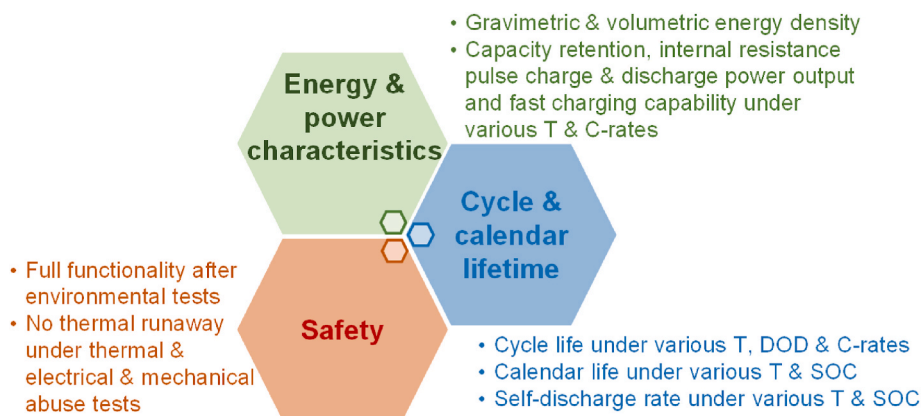 • Gravimetric & volumetric energy density
• Capacity retention, internal resistance
pulse charge & discharge power output
and fast charging capability under
various T & C-rates
Energy &
power
characteristics
Cycle &
calendar
lifetime
• Full functionality after
environmental tests
• No thermal runaway
under thermal &
electrical & mechanical
abuse tests
Safety
• Cycle life under various T, DOD & C-rates
• Calendar life under various T & SOC
• Self-discharge rate under various T & SOC